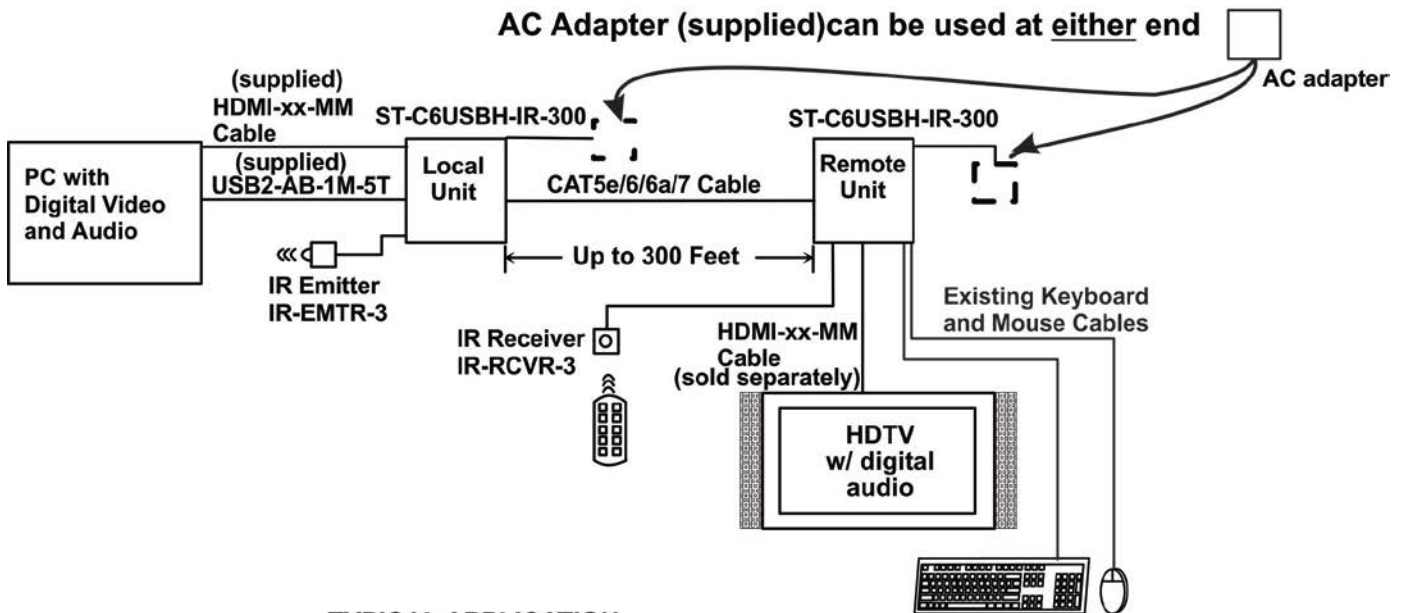 AC Adapter (supplied)can be used at either end
AC adapter
(supplied)
HDMI-xx-MM
Cable
(supplied)
USB2-AB-1M-5T
PC with
Digital Video
and Audio
ST-C6USBH-IR-300
Local
Unit
CAT5e/6/6a/7 Cable
Up to 300 Feet
ST-C6USBH-IR-300
Remote
Unit
IR Emitter
IR-EMTR-3
IR Receiver
IR-RCVR-3
HDMI-xx-MM
Cable
(sold separately)
Existing Keyboard
and Mouse Cables
HDTV
w/ digital
audio